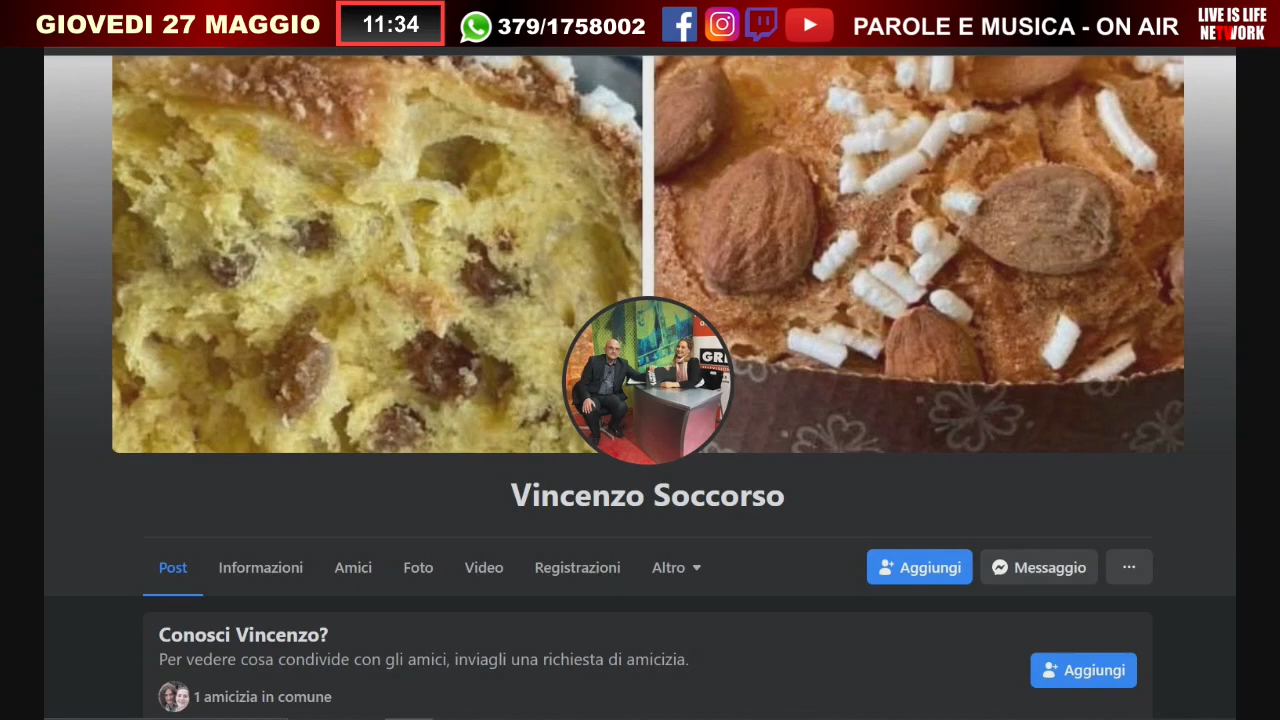 GIOVEDI 27 MAGGIO
11:34
379/1758002
PAROLE E MUSICA - ON AIR
LIVE IS LIFE
NETWORK
GRP
Vincenzo Soccorso
Post
Informazioni
Amici
Foto
Video
Registrazioni
Altro
Aggiungi
Messaggio
Conosci Vincenzo?
Per vedere cosa condivide con gli amici, inviagli una richiesta di amicizia.
Aggiungi
1 amicizia in comune